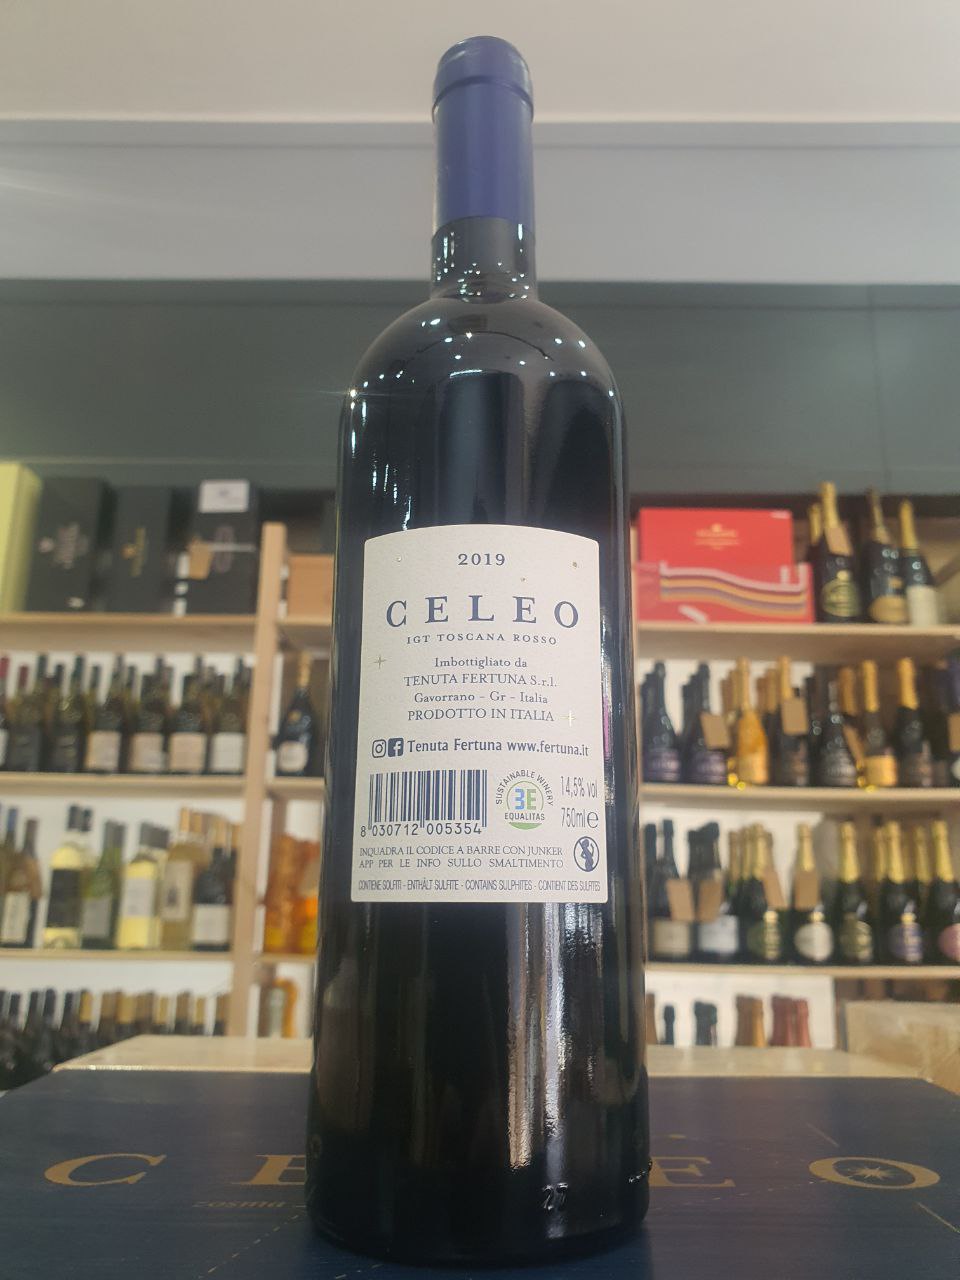 2019
CELEO
IGT TOSCANA ROSSO
Imbottigliato da
TENUTA FERTUNA S.r.l.
Gavorrano - Gr - Italia
PRODOTTO IN ITALIA
Tenuta Fertuna www.fertuna.it
SUSTAINABLE WINERY
3E
EQUALITAS
14,5% vol
750ml e
8 030712 005354
INQUADRA IL CODICE A BARRE CON JUNKER
APP PER LE INFO SULLO SMALTIMENTO
CONTIENE SOLFITI - ENTHÄLT SULFITE - CONTAINS SULPHITES - CONTIENT DES SULFITES
C E E O